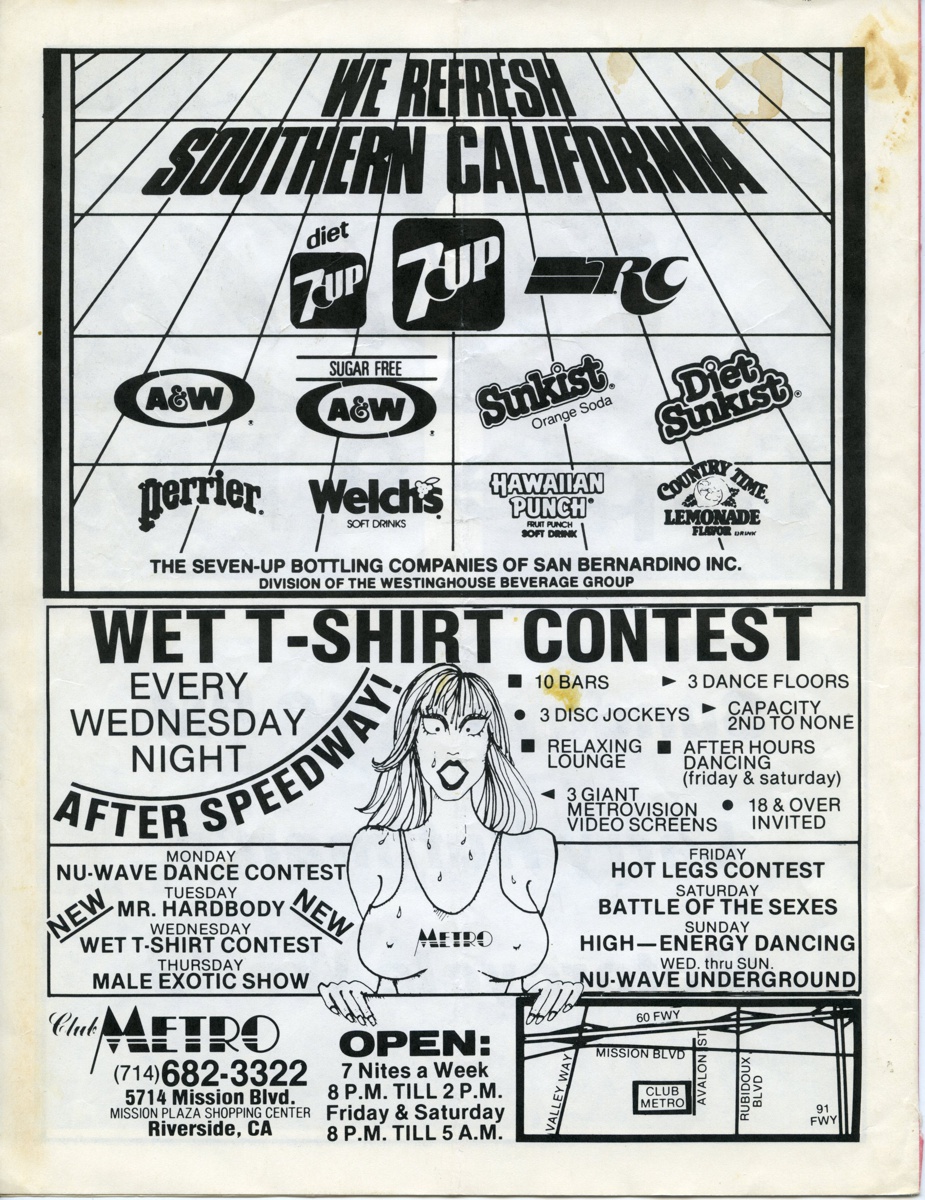 WE REFRESH
SOUTHERN CALIFORNIA
diet
7UP
7UP
RC
A&W
SUGAR FREE
A&W
Sunkist®
Orange Soda
Diet
Sunkist®
Perrier®
Welch's
SOFT DRINKS
HAWAIIAN
PUNCH®
FRUIT PUNCH
SOFT DRINK
COUNTRY TIME
LEMONADE
FLAVOR DRINK
THE SEVEN-UP BOTTLING COMPANIES OF SAN BERNARDINO INC.
DIVISION OF THE WESTINGHOUSE BEVERAGE GROUP
WET T-SHIRT CONTEST
EVERY
WEDNESDAY
NIGHT
AFTER SPEEDWAY!
■ 10 BARS
► 3 DANCE FLOORS
● 3 DISC JOCKEYS
► CAPACITY
2ND TO NONE
■ RELAXING
LOUNGE
■ AFTER HOURS
DANCING
(friday & saturday)
◄ 3 GIANT
METROVISION
VIDEO SCREENS
● 18 & OVER
INVITED
MONDAY
NU-WAVE DANCE CONTEST
TUESDAY
NEW MR. HARDBODY NEW
WEDNESDAY
WET T-SHIRT CONTEST
THURSDAY
MALE EXOTIC SHOW
METRO
FRIDAY
HOT LEGS CONTEST
SATURDAY
BATTLE OF THE SEXES
SUNDAY
HIGH—ENERGY DANCING
WED. thru SUN.
NU-WAVE UNDERGROUND
Club METRO
(714) 682-3322
5714 Mission Blvd.
MISSION PLAZA SHOPPING CENTER
Riverside, CA
OPEN:
7 Nites a Week
8 P.M. TILL 2 P.M.
Friday & Saturday
8 P.M. TILL 5 A.M.
60 FWY
MISSION BLVD
VALLEY WAY
CLUB
METRO
AVALON ST
RUBIDOUX
BLVD
91
FWY